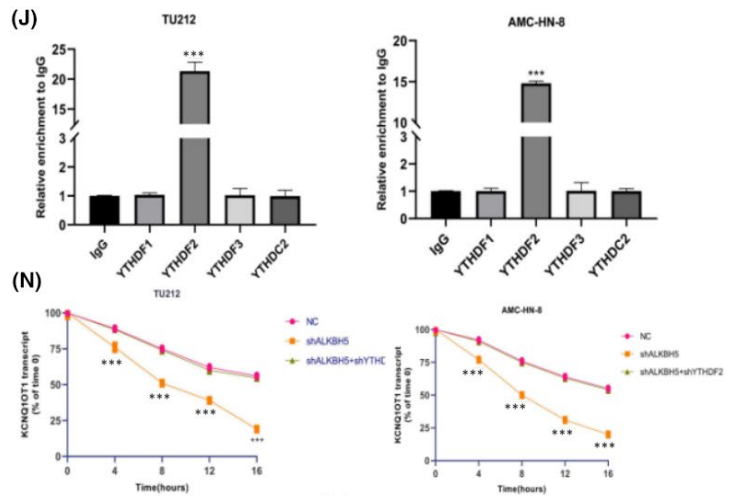 (J)
TU212
Relative enrichment to IgG
25
20
15
10
5
3
2
1
0
***
IgG
YTHDF1
YTHDF2
YTHDF3
YTHDC2
AMC-HN-8
Relative enrichment to IgG
20
15
10
3
2
1
0
***
IgG
YTHDF1
YTHDF2
YTHDF3
YTHDC2
(N)
TU212
KCNQ1OT1 transcript
(% of time 0)
100
75
50
25
0
***
***
***
***
0 4 8 12 16
Time(hours)
NC
shALKBH5
shALKBH5+shYTHD
AMC-HN-8
KCNQ1OT1 transcript
(% of time 0)
100
75
50
25
0
***
***
***
***
0 4 8 12 16
Time(hours)
NC
shALKBH5
shALKBH5+shYTHDF2